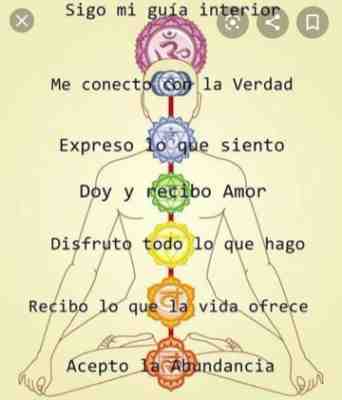 Sigo mi guía interior
Me conecto con la Verdad
Expreso lo que siento
Doy y recibo Amor
Disfruto todo lo que hago
Recibo lo que la vida ofrece
Acepto la Abundancia